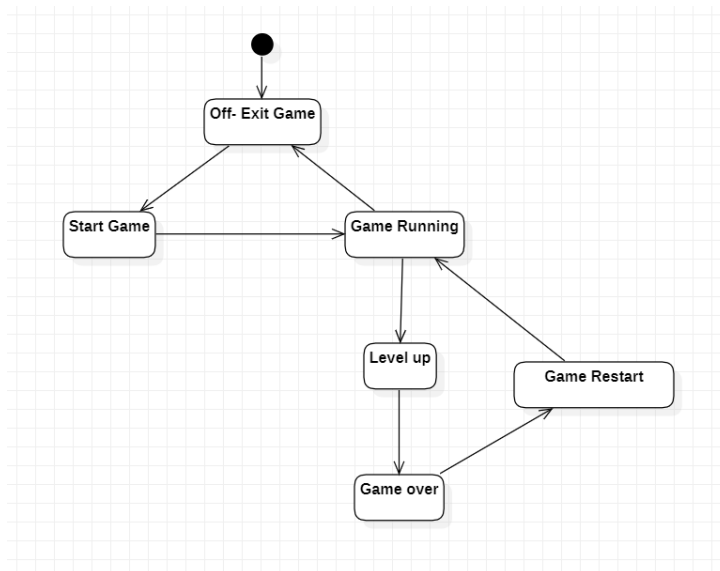 Off- Exit Game
Start Game
Game Running
Level up
Game Restart
Game over